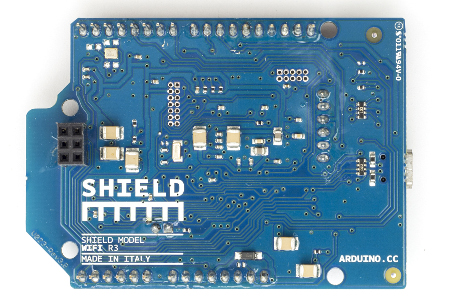 SHIELD
SHIELD MODEL
WIFI R3
MADE IN ITALY
ARDUINO.CC